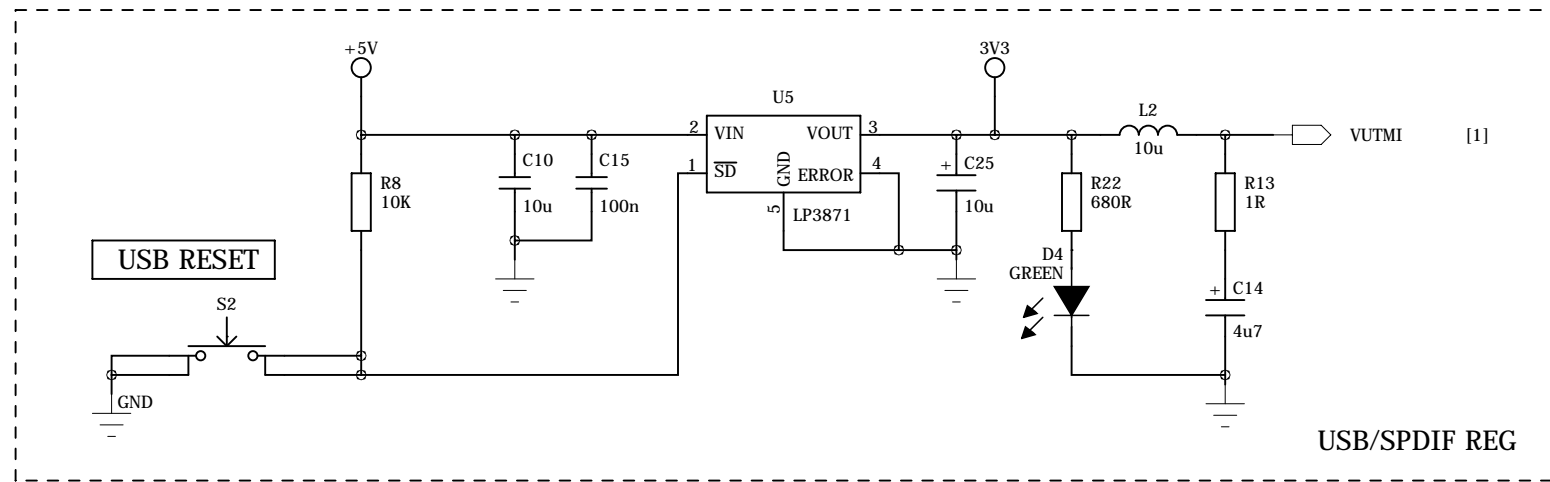 +5V
3V3
U5
L2
10u
2
VIN
VOUT
3
VUTMI
[1]
1
SD
GND
ERROR
4
5
LP3871
C10
10u
C15
100n
+
C25
10u
R8
10K
R22
680R
R13
1R
USB RESET
D4
GREEN
S2
+
C14
4u7
GND
USB/SPDIF REG